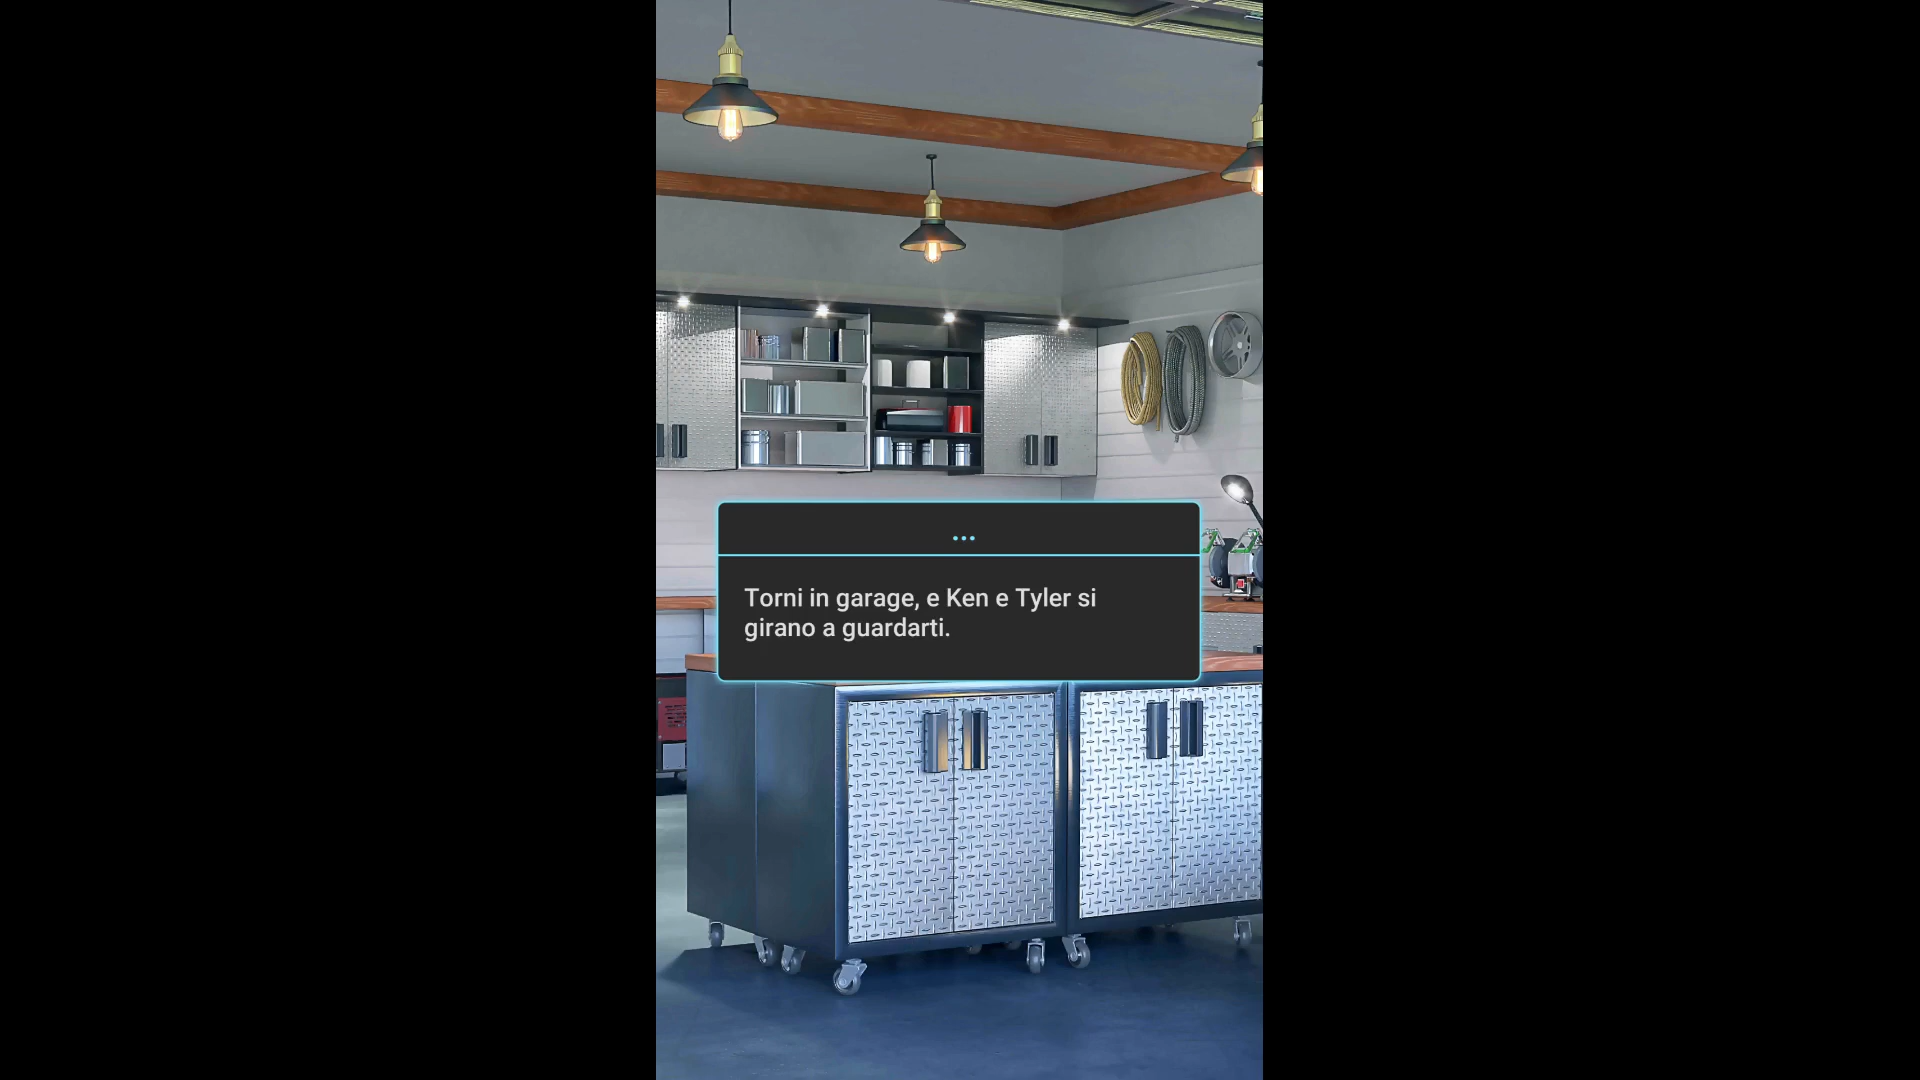 ...
Torni in garage, e Ken e Tyler si
girano a guardarti.